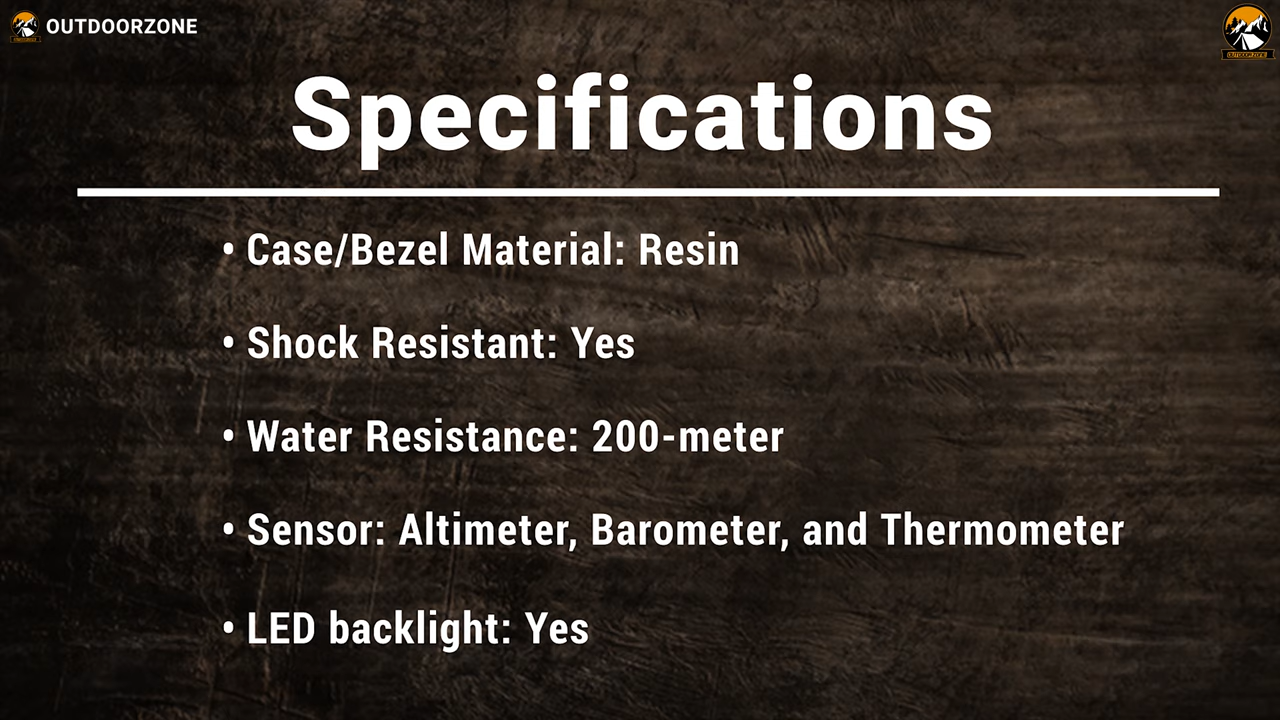 OUTDOORZONE
OUTDOORZONE
Specifications
• Case/Bezel Material: Resin
• Shock Resistant: Yes
• Water Resistance: 200-meter
• Sensor: Altimeter, Barometer, and Thermometer
• LED backlight: Yes